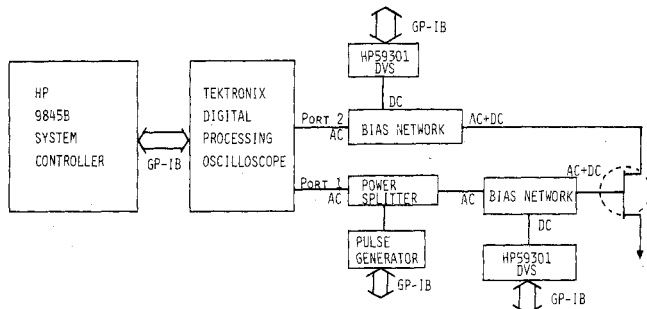 GP-IB
HP59301
DVS
HP
9845B
SYSTEM
CONTROLLER
GP-IB
TEKTRONIX
DIGITAL
PROCESSING
OSCILLOSCOPE
DC
PORT 2
AC
BIAS NETWORK
AC+DC
PORT 1
AC
POWER
SPLITTER
AC
BIAS NETWORK
AC+DC
DC
PULSE
GENERATOR
GP-IB
HP59301
DVS
GP-IB